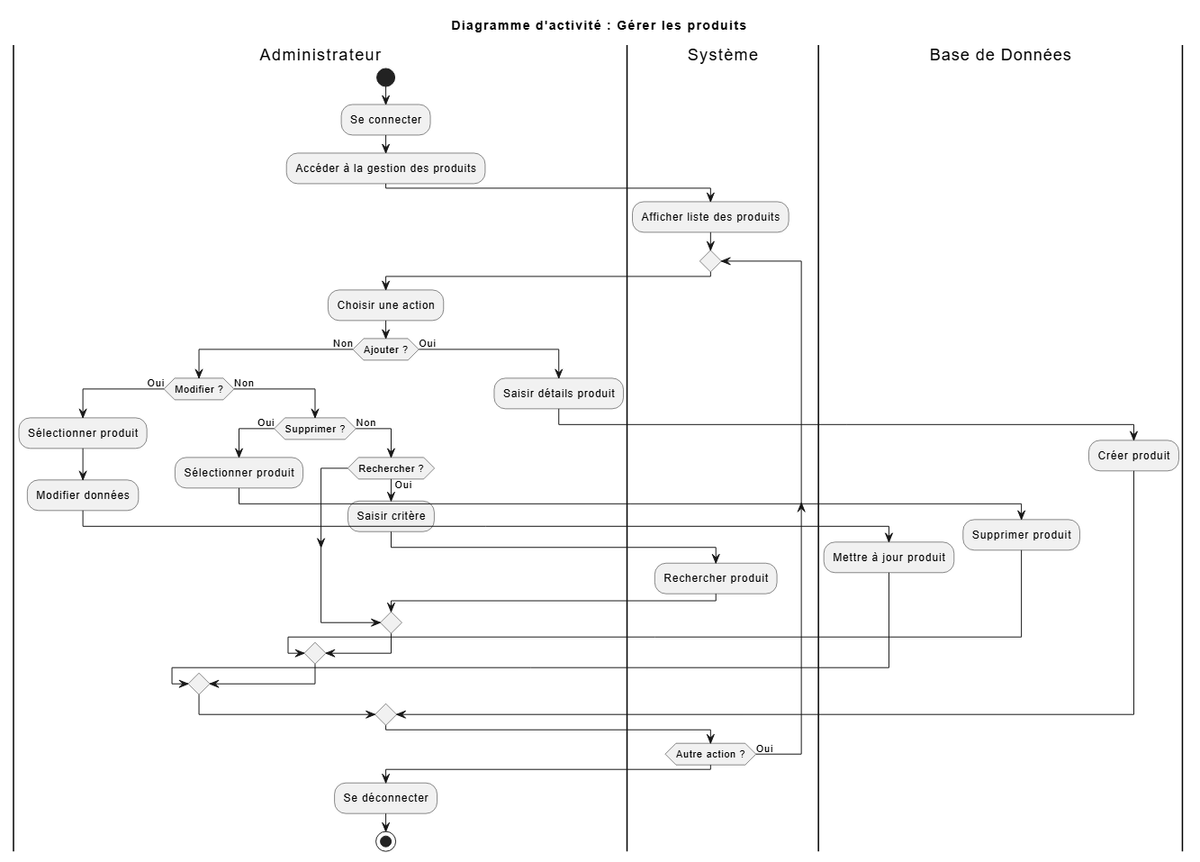 Diagramme d'activité : Gérer les produits
Administrateur
Système
Base de Données
Se connecter
Accéder à la gestion des produits
Afficher liste des produits
Choisir une action
Non
Ajouter ?
Oui
Oui
Modifier ?
Non
Saisir détails produit
Sélectionner produit
Oui
Supprimer ?
Non
Créer produit
Sélectionner produit
Rechercher ?
Oui
Modifier données
Saisir critère
Supprimer produit
Mettre à jour produit
Rechercher produit
Autre action ?
Oui
Se déconnecter